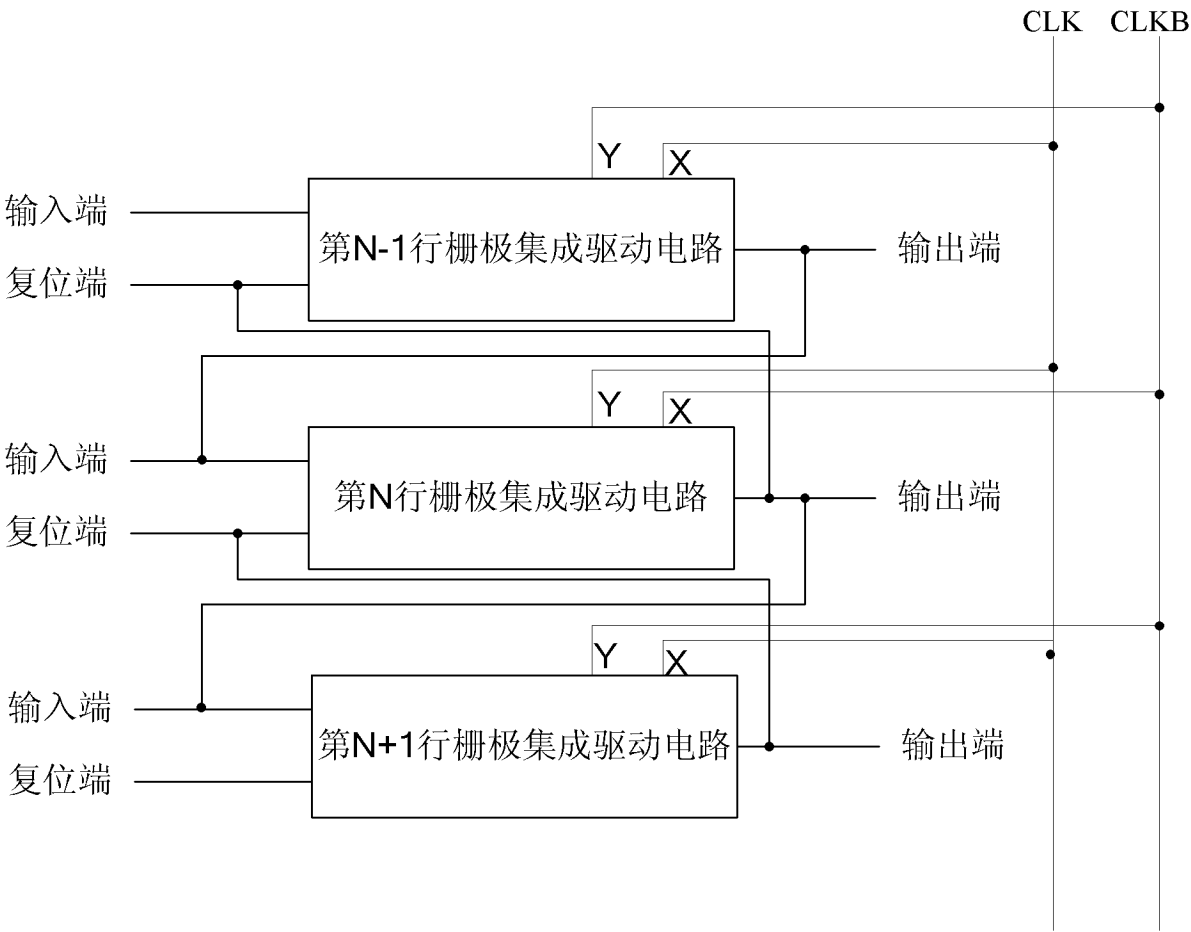 CLK CLKB
Y X
输入端
第N-1行栅极集成驱动电路 输出端
复位端
Y X
输入端
第N行栅极集成驱动电路 输出端
复位端
Y X
输入端
第N+1行栅极集成驱动电路 输出端
复位端